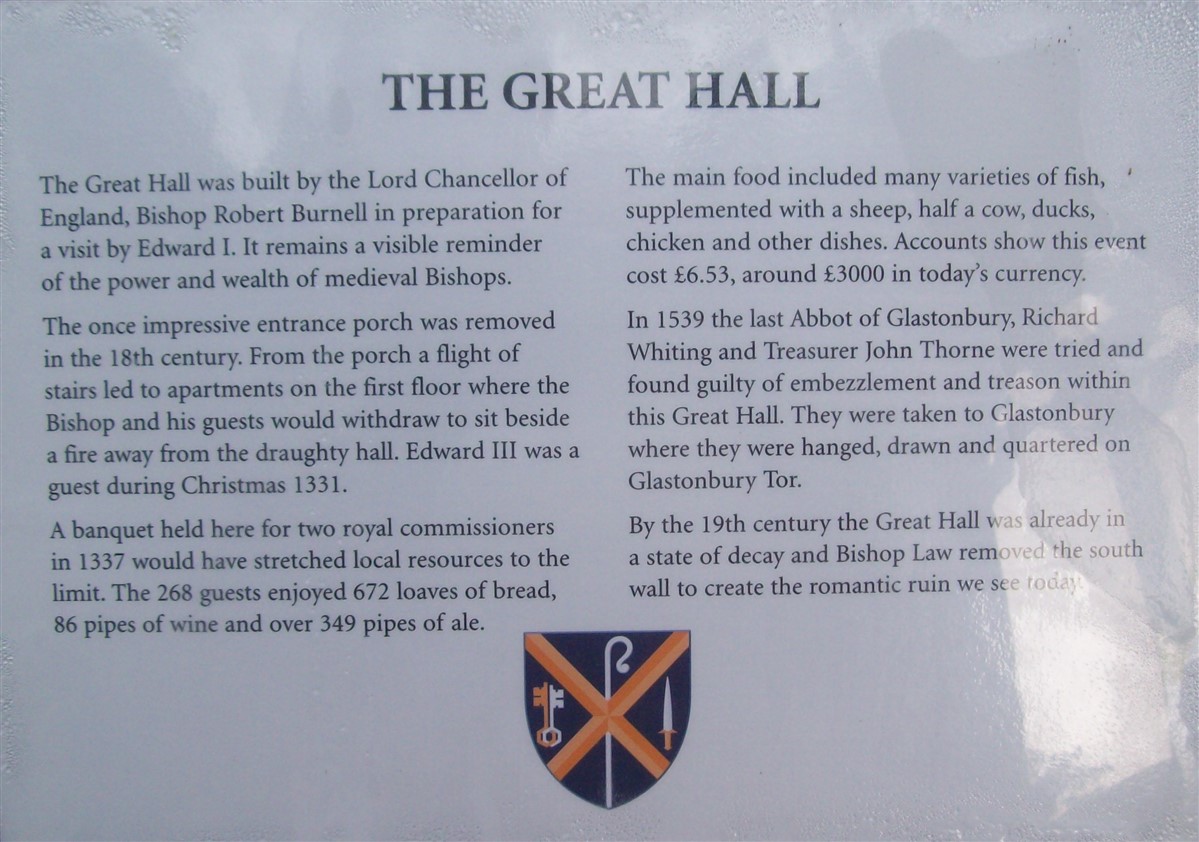 THE GREAT HALL
The Great Hall was built by the Lord Chancellor of
England, Bishop Robert Burnell in preparation for
a visit by Edward I. It remains a visible reminder
of the power and wealth of medieval Bishops.
The once impressive entrance porch was removed
in the 18th century. From the porch a flight of
stairs led to apartments on the first floor where the
Bishop and his guests would withdraw to sit beside
a fire away from the draughty hall. Edward III was a
guest during Christmas 1331.
A banquet held here for two royal commissioners
in 1337 would have stretched local resources to the
limit. The 268 guests enjoyed 672 loaves of bread,
86 pipes of wine and over 349 pipes of ale.
The main food included many varieties of fish,
supplemented with a sheep, half a cow, ducks,
chicken and other dishes. Accounts show this event
cost £6.53, around £3000 in today's currency.
In 1539 the last Abbot of Glastonbury, Richard
Whiting and Treasurer John Thorne were tried and
found guilty of embezzlement and treason within
this Great Hall. They were taken to Glastonbury
where they were hanged, drawn and quartered on
Glastonbury Tor.
By the 19th century the Great Hall was already in
a state of decay and Bishop Law removed the south
wall to create the romantic ruin we see today.